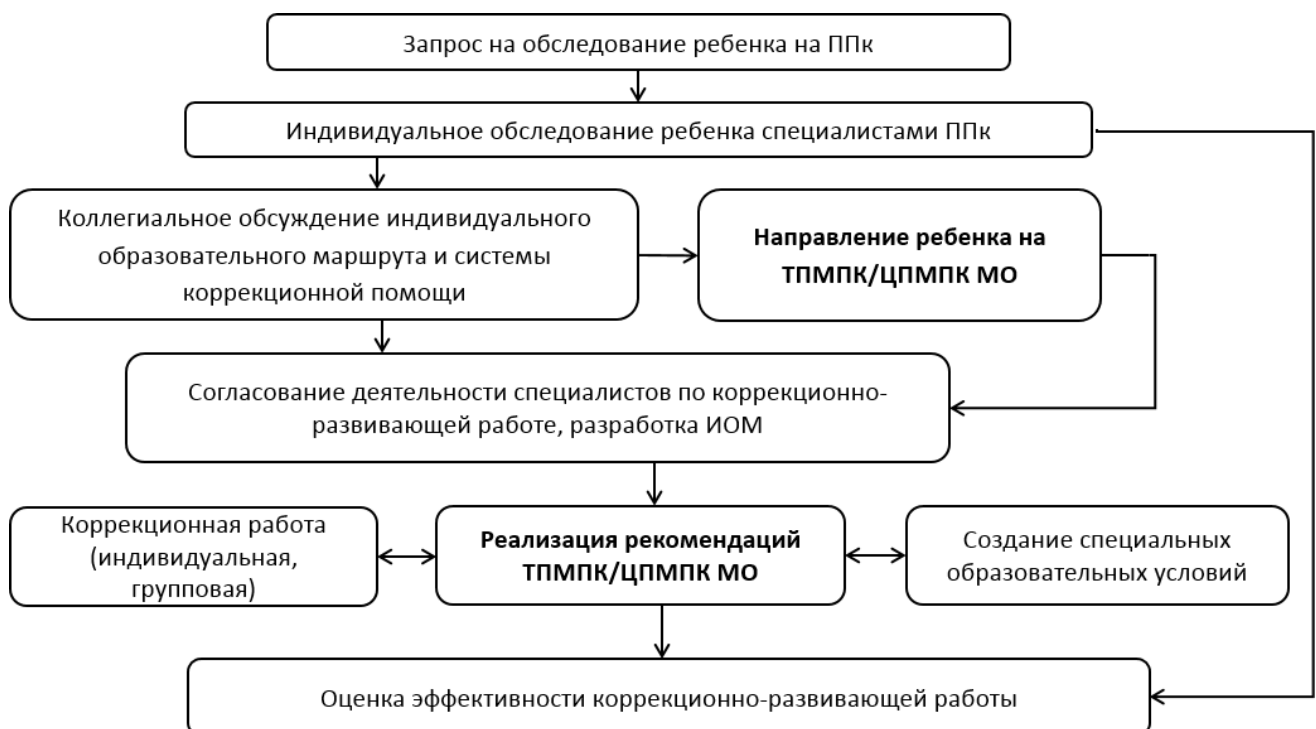 Запрос на обследование ребенка на ППк
Индивидуальное обследование ребенка специалистами ППк
Коллегиальное обсуждение индивидуального
образовательного маршрута и системы
коррекционной помощи
Направление ребенка на
ТПМПК/ЦПМПК МО
Согласование деятельности специалистов по коррекционно-
развивающей работе, разработка ИОМ
Коррекционная работа
(индивидуальная,
групповая)
Реализация рекомендаций
ТПМПК/ЦПМПК МО
Создание специальных
образовательных условий
Оценка эффективности коррекционно-развивающей работы